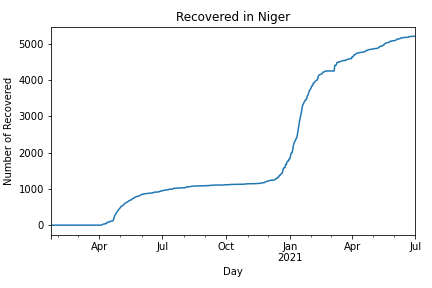 Recovered in Niger
Number of Recovered
5000
4000
3000
2000
1000
0
Apr
Jul
Oct
Jan
2021
Apr
Jul
Day